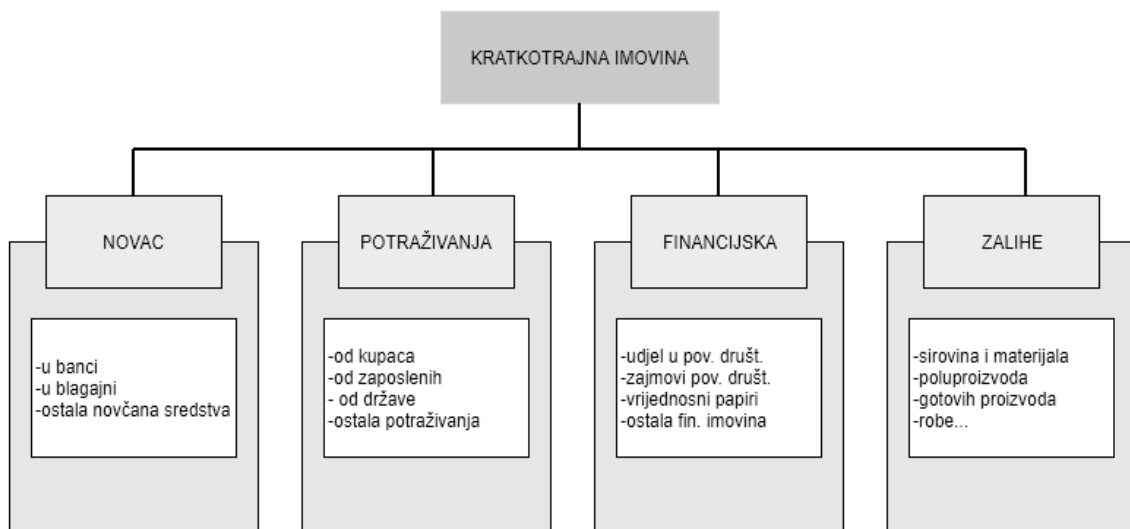 KRATKOTRAJNA IMOVINA
NOVAC
-u banci
-u blagajni
-ostala novčana sredstva
POTRAŽIVANJA
-od kupaca
-od zaposlenih
- od države
-ostala potraživanja
FINANCIJSKA
-udjel u pov. društ.
-zajmovi pov. društ.
-vrijednosni papiri
-ostala fin. imovina
ZALIHE
-sirovina i materijala
-poluproizvoda
-gotovih proizvoda
-robe...